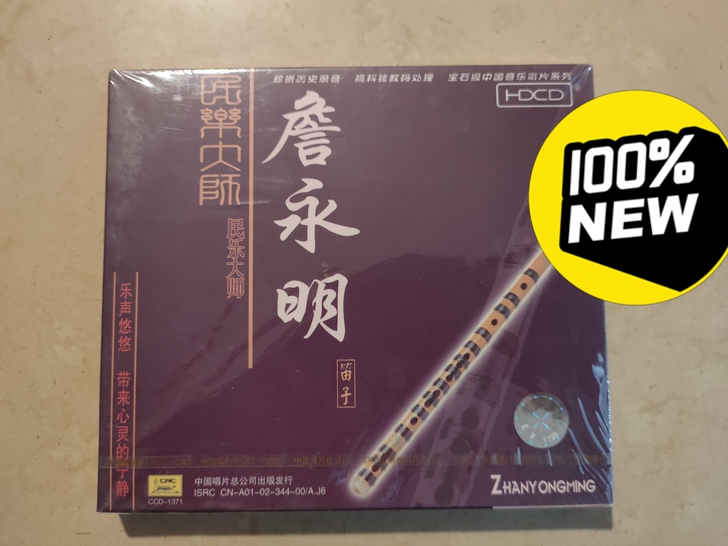 珍贵历史录音 高科技数码处理 宝石级中国音乐唱片系列
HDCD
民樂大師
民乐大师
詹永明
笛子
乐声悠悠 带来心灵的宁静
100%
NEW
CRC
CCD-1371
中国唱片总公司出版发行
ISRC CN-A01-02-344-00/A.J6
ZHANYONGMING